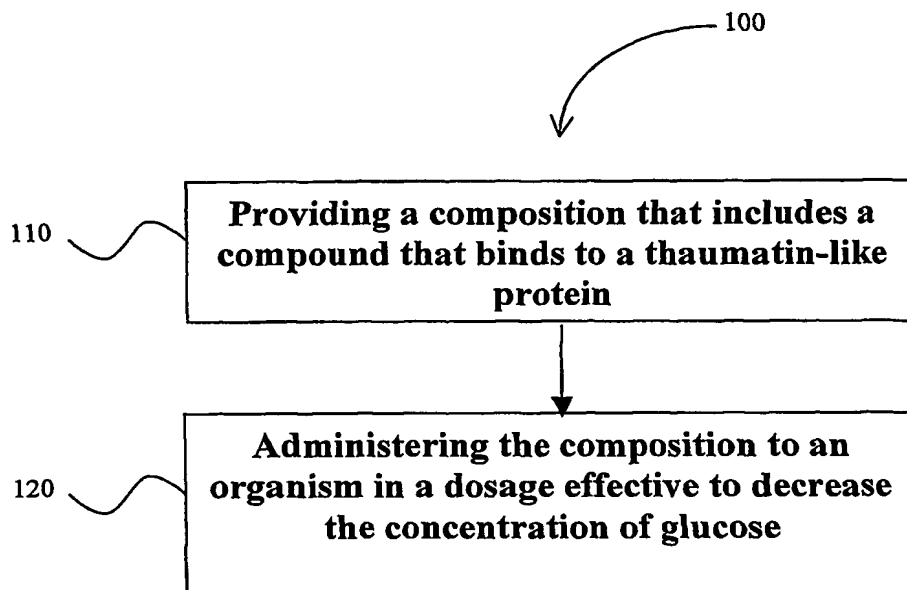 100
110
Providing a composition that includes a
compound that binds to a thaumatin-like
protein
120
Administering the composition to an
organism in a dosage effective to decrease
the concentration of glucose